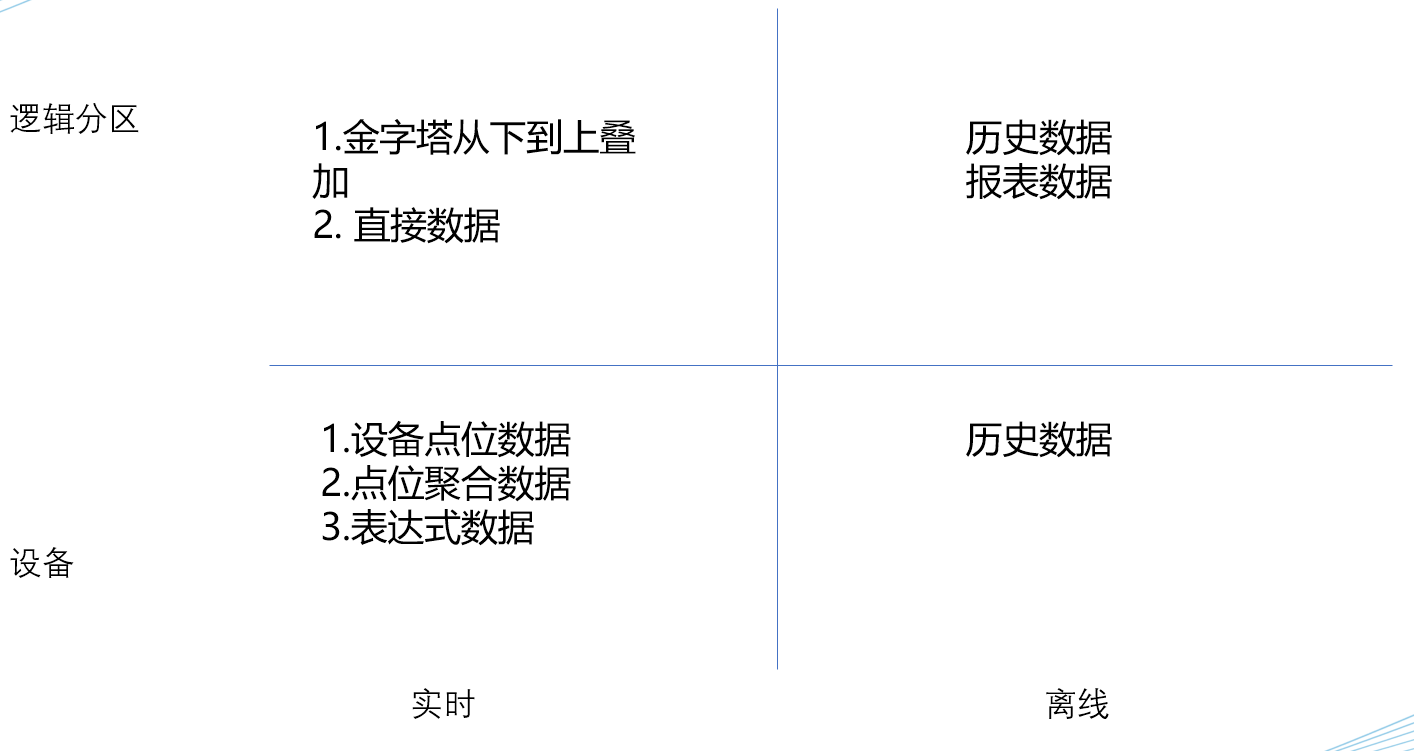 逻辑分区
1.金字塔从下到上叠
加
2. 直接数据
历史数据
报表数据
设备
1.设备点位数据
2.点位聚合数据
3.表达式数据
历史数据
实时
离线